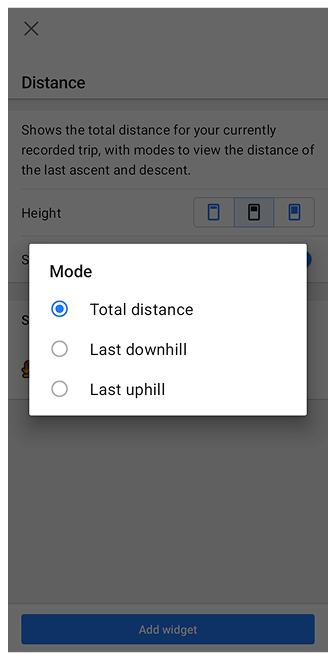 Distance
Shows the total distance for your currently
recorded trip, with modes to view the distance of
the last ascent and descent.
Height
Mode
Total distance
Last downhill
Last uphill
Add widget